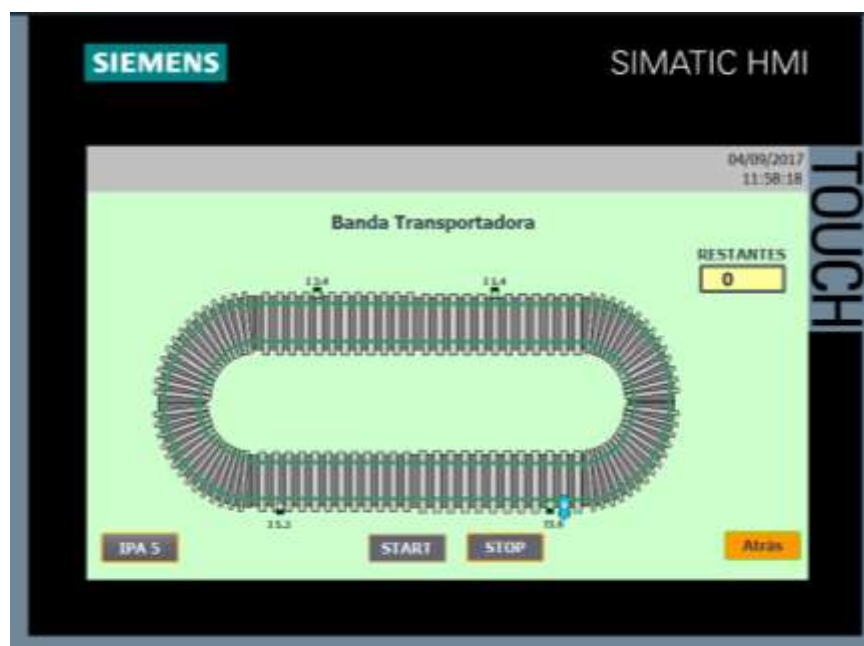 SIEMENS
SIMATIC HMI
TOUCH
04/09/2017
11:58:18
Banda Transportadora
RESTANTES
0
IPA 5
START
STOP
Atrás